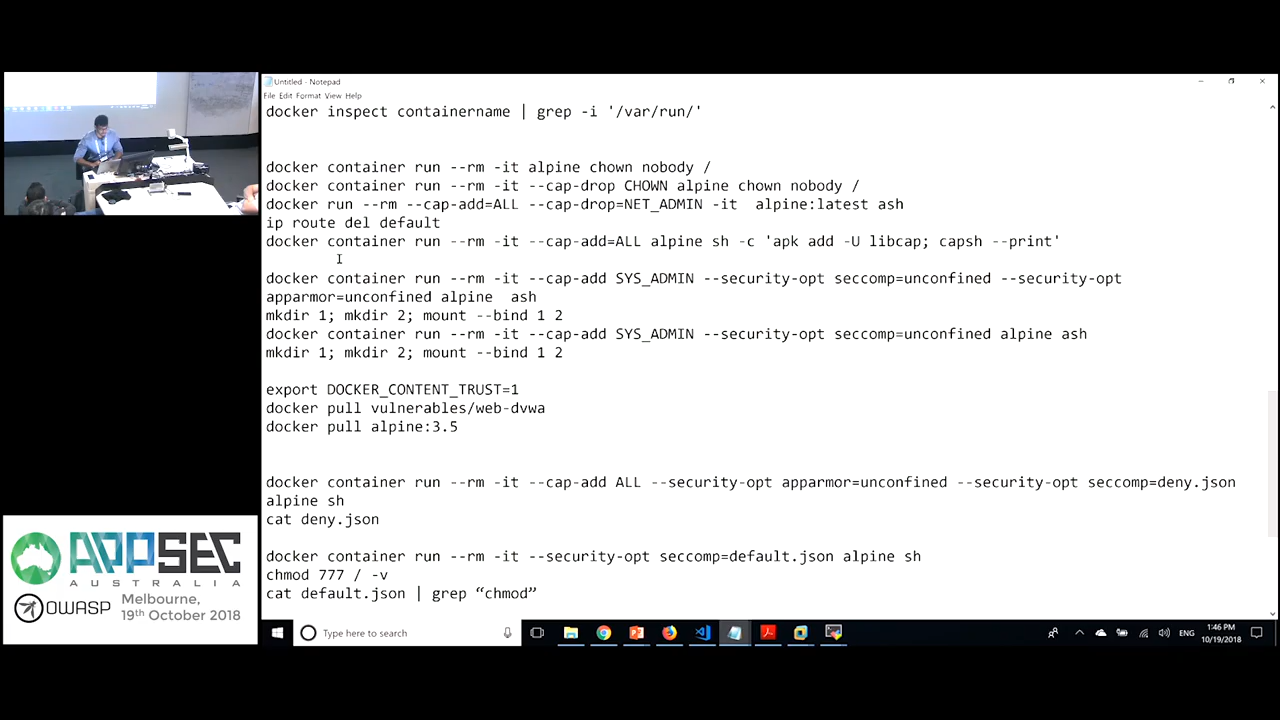 Untitled - Notepad
File Edit Format View Help
docker inspect containername | grep -i '/var/run/'
docker container run --rm -it alpine chown nobody /
docker container run --rm -it --cap-drop CHOWN alpine chown nobody /
docker run --rm --cap-add=ALL --cap-drop=NET_ADMIN -it  alpine:latest ash
ip route del default
docker container run --rm -it --cap-add=ALL alpine sh -c 'apk add -U libcap; capsh --print'
docker container run --rm -it --cap-add SYS_ADMIN --security-opt seccomp=unconfined --security-opt
apparmor=unconfined alpine  ash
mkdir 1; mkdir 2; mount --bind 1 2
docker container run --rm -it --cap-add SYS_ADMIN --security-opt seccomp=unconfined alpine ash
mkdir 1; mkdir 2; mount --bind 1 2
export DOCKER_CONTENT_TRUST=1
docker pull vulnerables/web-dvwa
docker pull alpine:3.5
docker container run --rm -it --cap-add ALL --security-opt apparmor=unconfined --security-opt seccomp=deny.json
alpine sh
cat deny.json
docker container run --rm -it --security-opt seccomp=default.json alpine sh
chmod 777 / -v
cat default.json | grep “chmod”
APPSEC
AUSTRALIA
OWASP
Melbourne,
19th October 2018
Type here to search
ENG
1:46 PM
10/19/2018